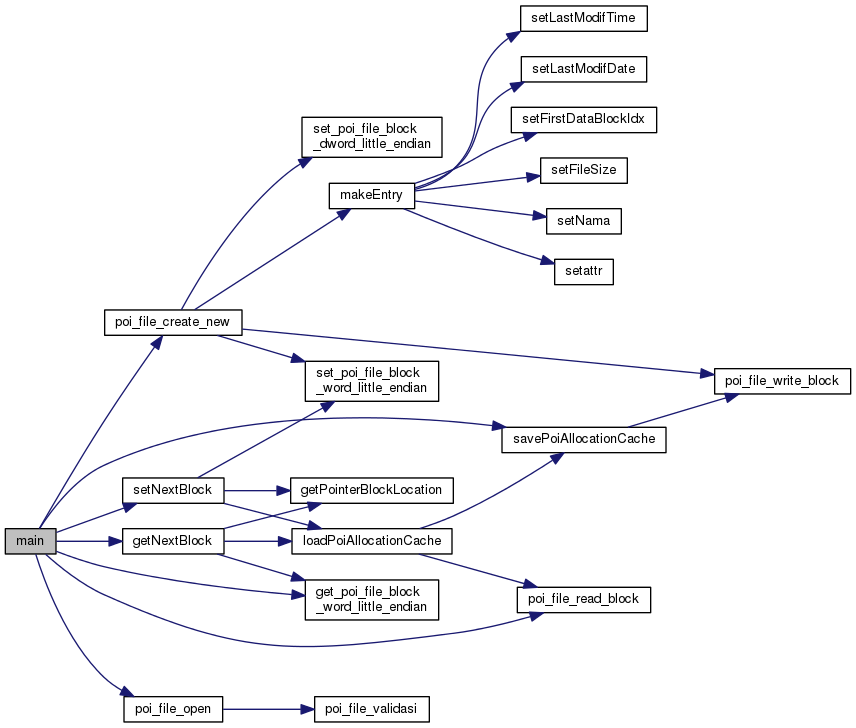 setLastModifTime
setLastModifDate
setFirstDataBlockIdx
set_poi_file_block
_dword_little_endian
setFileSize
makeEntry
setNama
setattr
poi_file_create_new
set_poi_file_block
_word_little_endian
poi_file_write_block
savePoiAllocationCache
setNextBlock
getPointerBlockLocation
main
getNextBlock
loadPoiAllocationCache
get_poi_file_block
_word_little_endian
poi_file_read_block
poi_file_open
poi_file_validasi